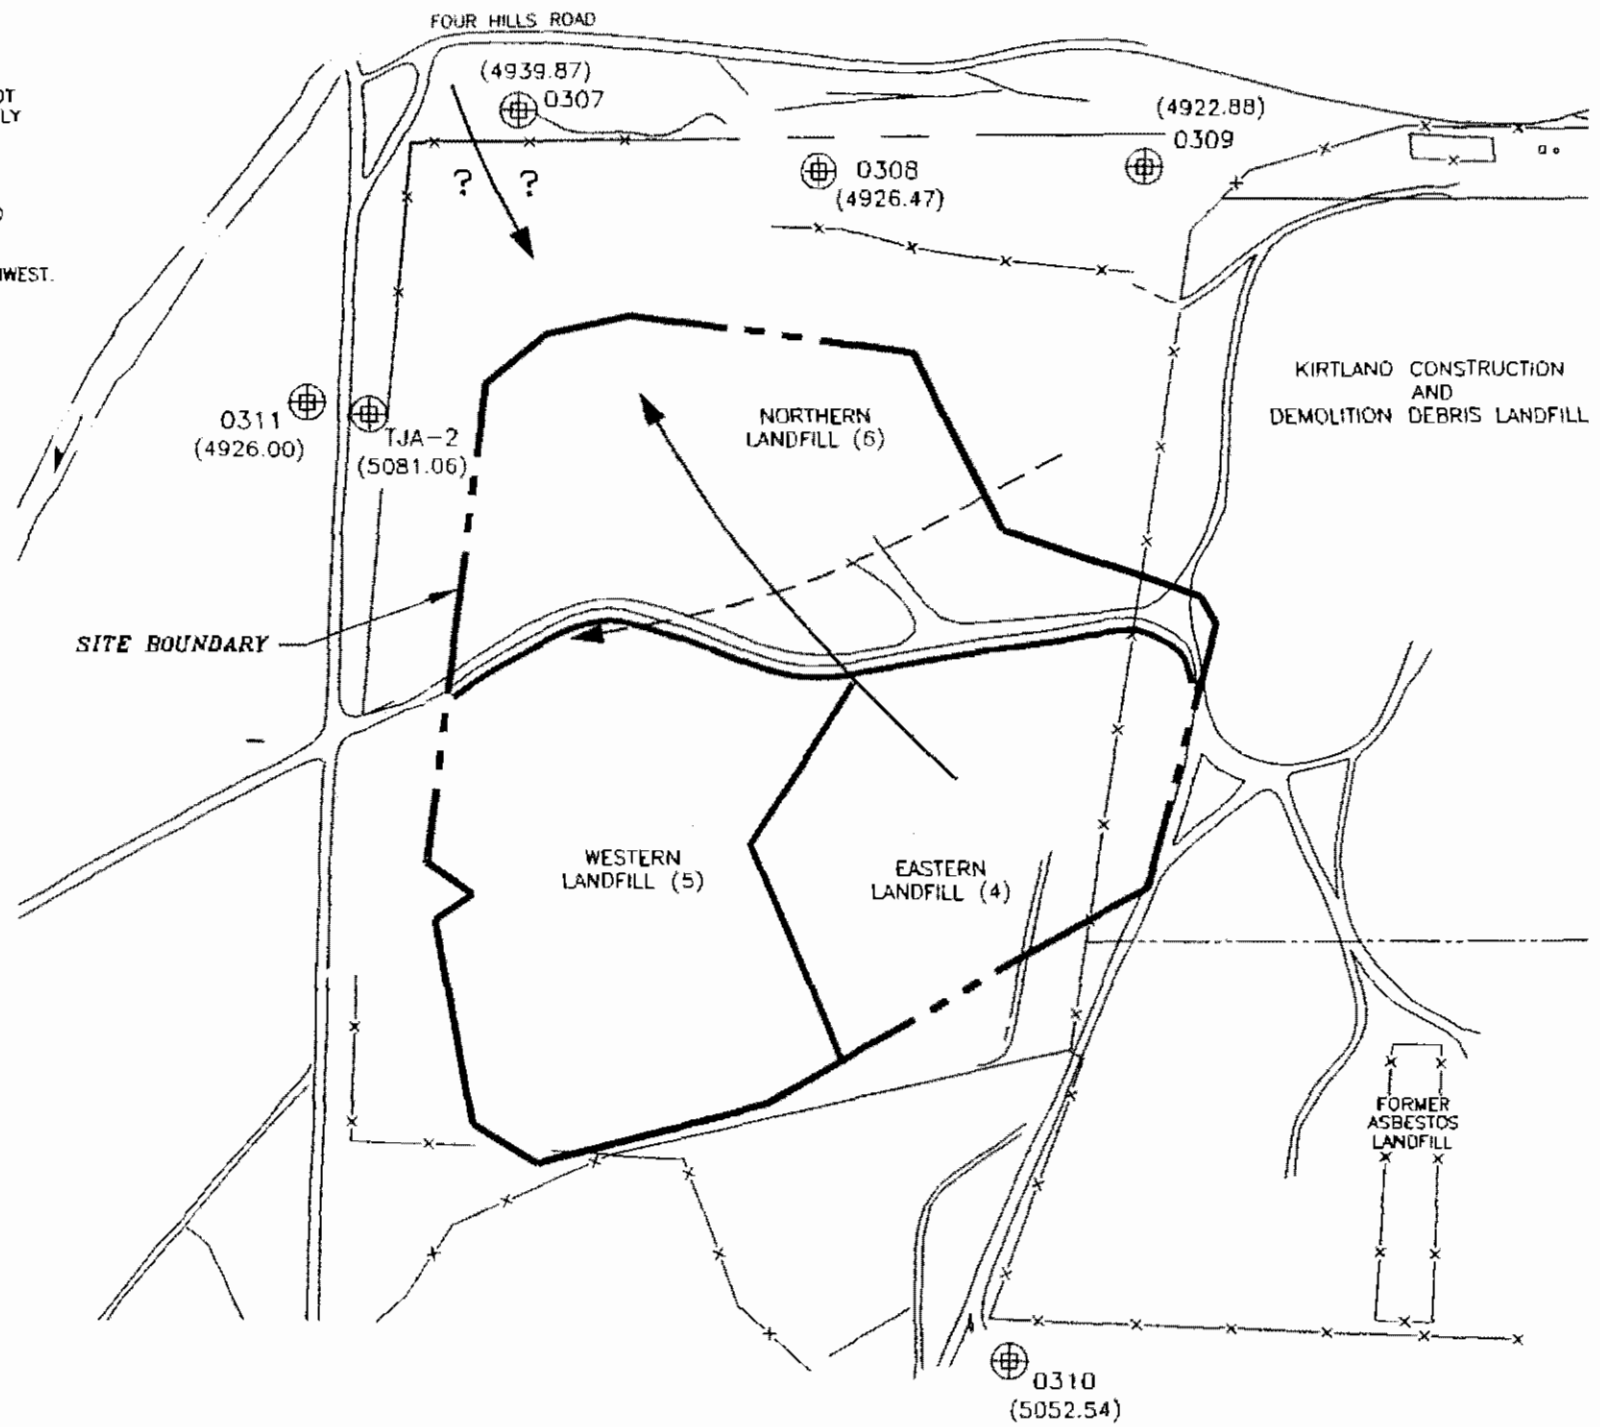 FOUR HILLS ROAD
(4939.87)
0307
(4922.88)
0309
0308
(4926.47)
LY
WEST.
? ?
KIRTLAND CONSTRUCTION
AND
DEMOLITION DEBRIS LANDFILL
0311
(4926.00)
TJA-2
(5081.06)
NORTHERN
LANDFILL (6)
SITE BOUNDARY
WESTERN
LANDFILL (5)
EASTERN
LANDFILL (4)
FORMER
ASBESTOS
LANDFILL
0310
(5052.54)